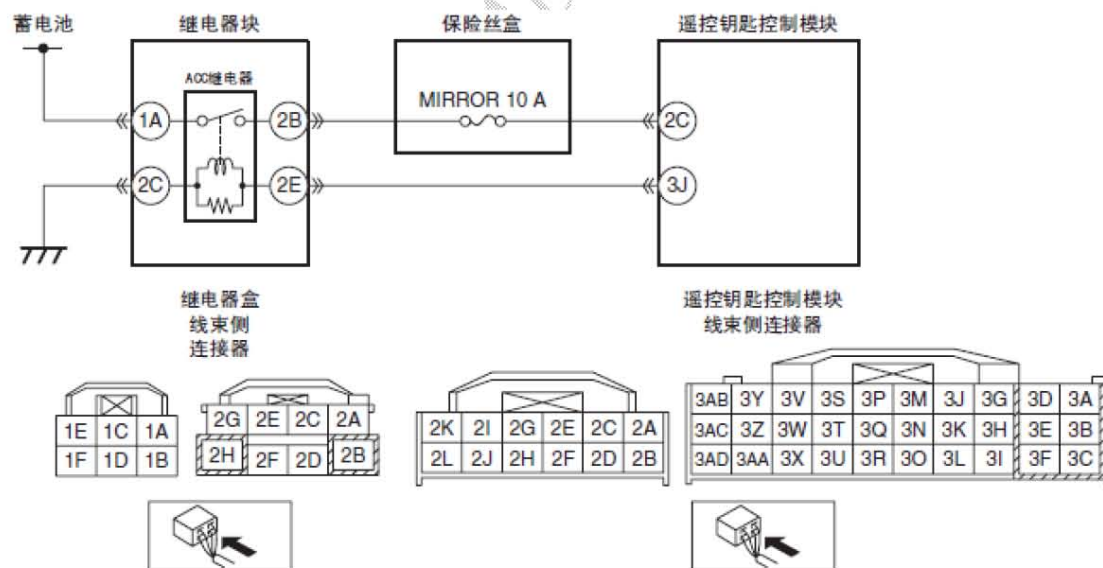 蓄电池 继电器块 保险丝盒 遥控钥匙控制模块
ACC继电器
MIRROR 10 A
1A 2B 2C
2C 2E 3J
继电器盒
线束侧
连接器
遥控钥匙控制模块
线束侧连接器
1E 1C 1A
1F 1D 1B
2G 2E 2C 2A
2H 2F 2D 2B
2K 2I 2G 2E 2C 2A
2L 2J 2H 2F 2D 2B
3AB 3Y 3V 3S 3P 3M 3J 3G 3D 3A
3AC 3Z 3W 3T 3Q 3N 3K 3H 3E 3B
3AD 3AA 3X 3U 3R 3O 3L 3I 3F 3C